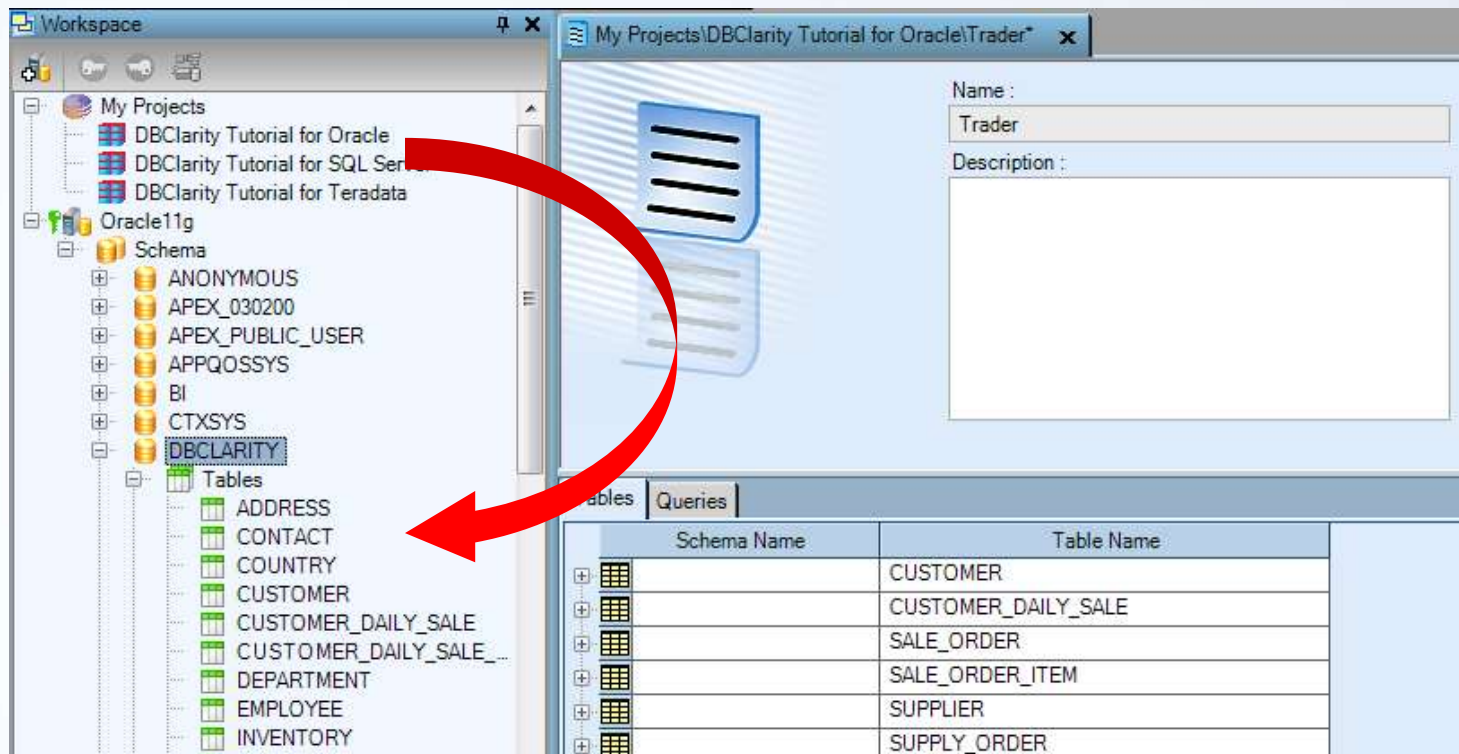 Workspace
My Projects
DBClarity Tutorial for Oracle
DBClarity Tutorial for SQL Server
DBClarity Tutorial for Teradata
Oracle11g
Schema
ANONYMOUS
APEX_030200
APEX_PUBLIC_USER
APPQOSSYS
BI
CTXSYS
DBCLARITY
Tables
ADDRESS
CONTACT
COUNTRY
CUSTOMER
CUSTOMER_DAILY_SALE
CUSTOMER_DAILY_SALE_...
DEPARTMENT
EMPLOYEE
INVENTORY
My Projects\DBClarity Tutorial for Oracle\Trader*
Name :
Trader
Description :
Tables Queries
Schema Name Table Name
CUSTOMER
CUSTOMER_DAILY_SALE
SALE_ORDER
SALE_ORDER_ITEM
SUPPLIER
SUPPLY_ORDER